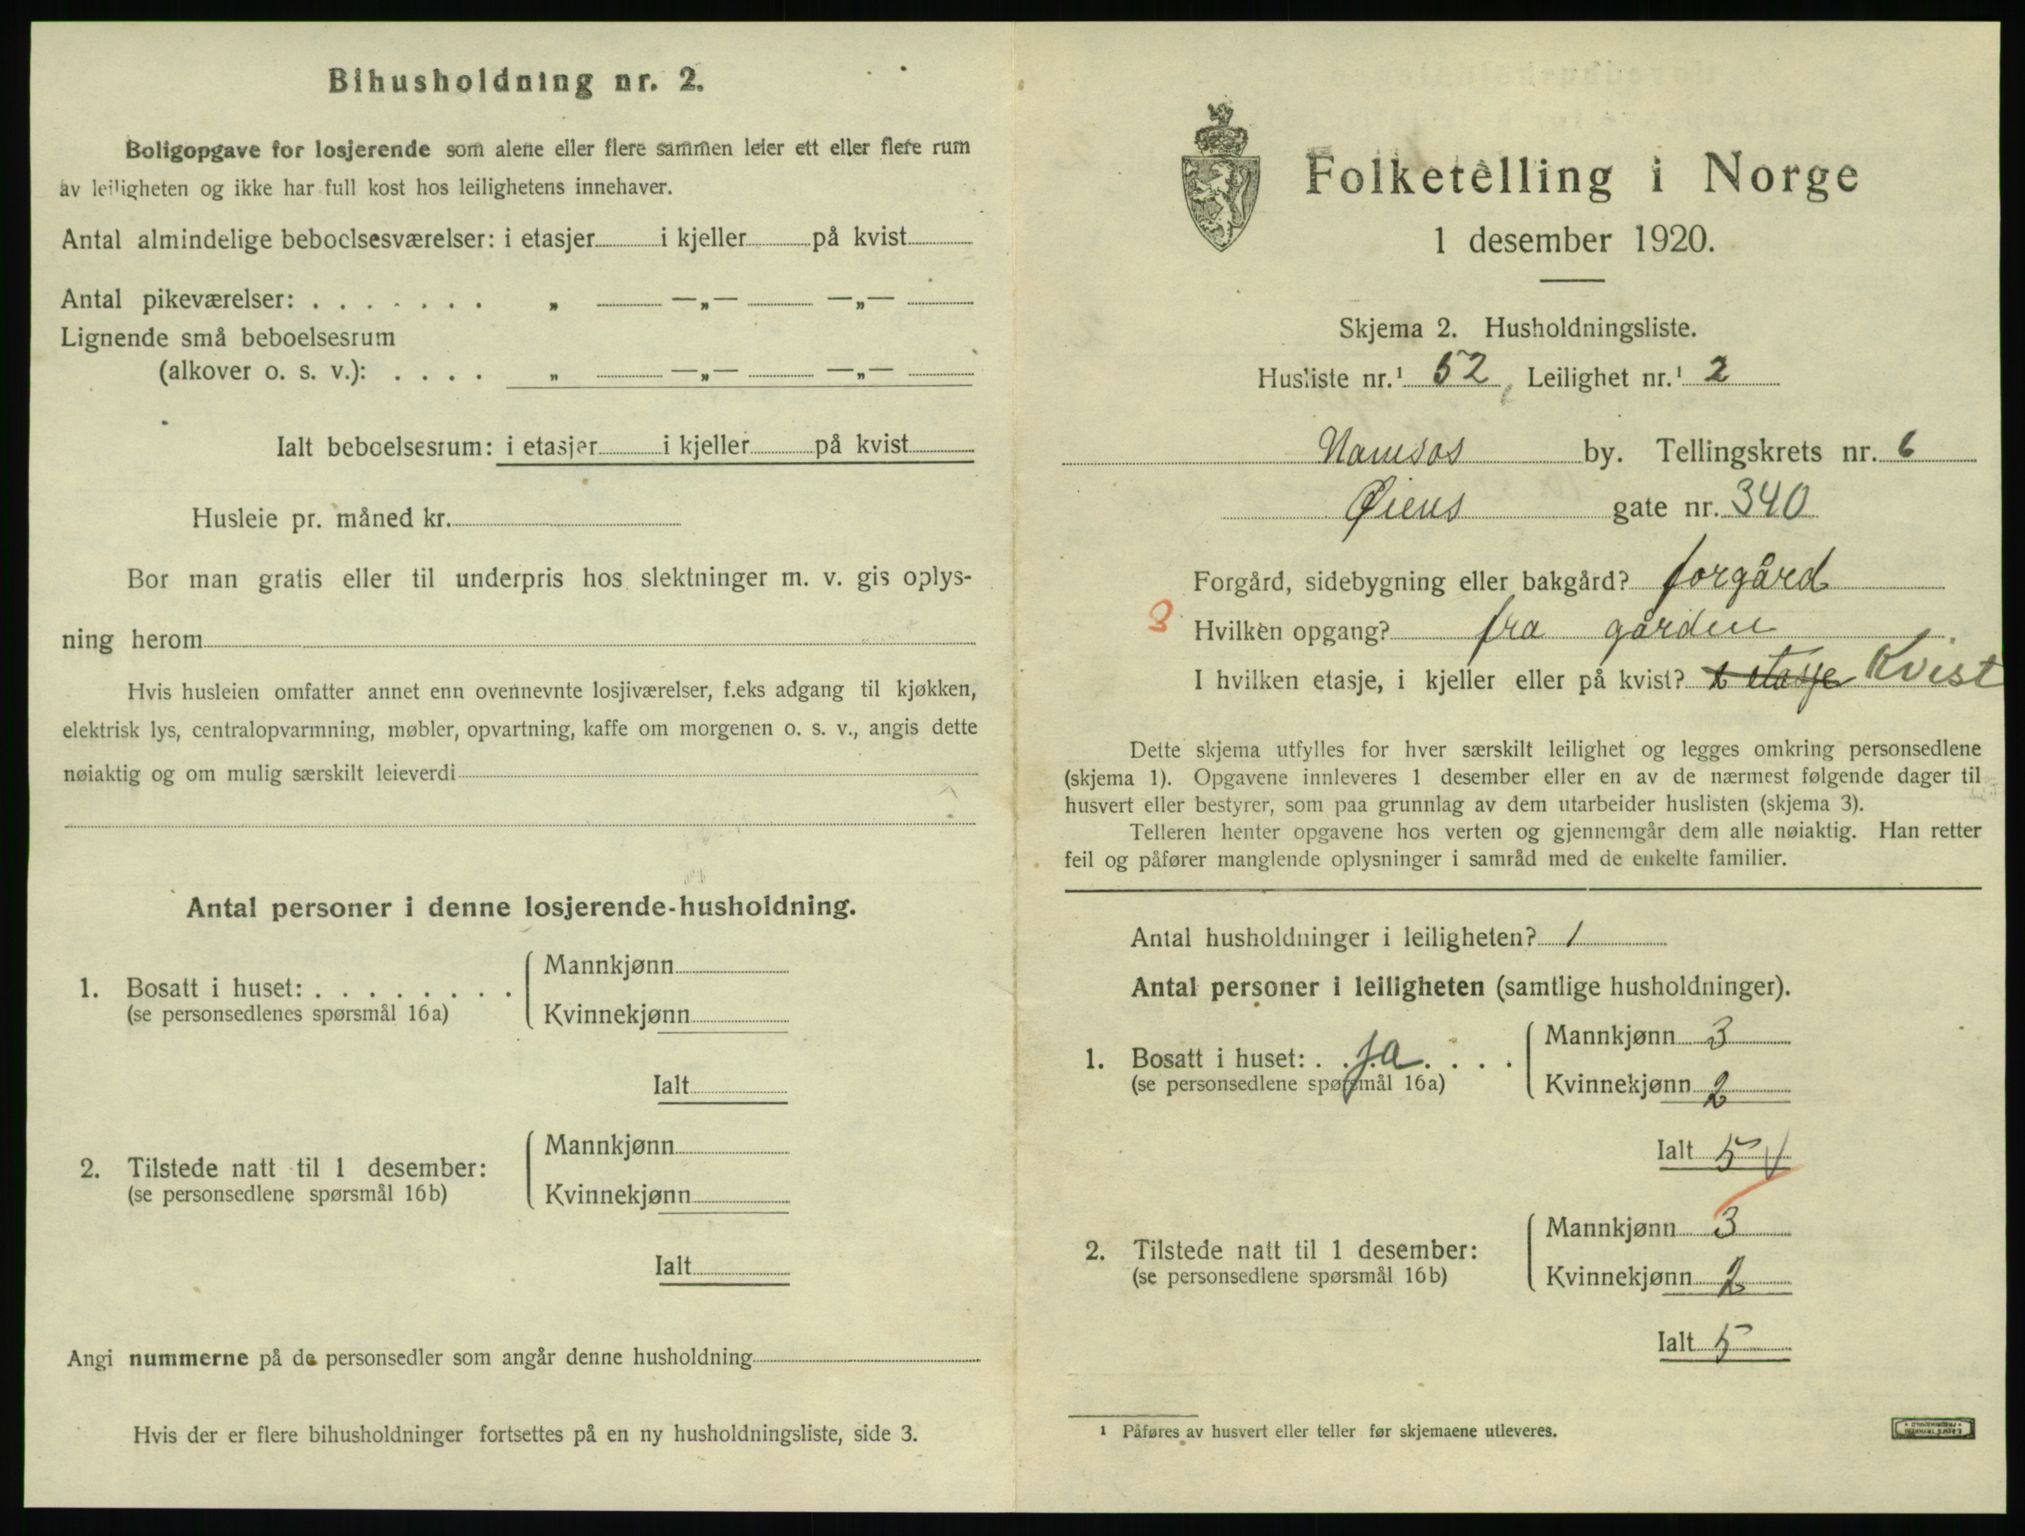 Bihusholdning nr. 2.
Boligopgave for losjerende som alene eller flere sammen leier ett eller flere rum
av leiligheten og ikke har full kost hos leilighetens innehaver.
Antal almindelige beboelsesværelser: i etasjer i kjeller på kvist
Antal pikeværelser: . . . . . . . „ —„— —„—
Lignende små beboelsesrum
(alkover o. s. v.): . . . . „ —„— —„—
Ialt beboelsesrum: i etasjer i kjeller på kvist
Husleie pr. måned kr.
Bor man gratis eller til underpris hos slektninger m. v. gis oplys-
ning herom
Hvis husleien omfatter annet enn ovennevnte losjiværelser, f.eks adgang til kjøkken,
elektrisk lys, centralopvarmning, møbler, opvartning, kaffe om morgenen o. s. v., angis dette
nøiaktig og om mulig særskilt leieverdi
Antal personer i denne losjerende-husholdning.
1. Bosatt i huset: . . . . . . . .
(se personsedlenes spørsmål 16a)
Mannkjønn
Kvinnekjønn
Ialt
2. Tilstede natt til 1 desember:
(se personsedlene spørsmål 16b)
Mannkjønn
Kvinnekjønn
Ialt
Angi nummerne på de personsedler som angår denne husholdning
Hvis der er flere bihusholdninger fortsettes på en ny husholdningsliste, side 3.
Folketelling i Norge
1 desember 1920.
Skjema 2. Husholdningsliste.
Husliste nr.¹ 52, Leilighet nr.¹ 2
Namsos by. Tellingskrets nr. 6
Øiens gate nr. 340
Forgård, sidebygning eller bakgård? forgård
3 Hvilken opgang? fra gården
I hvilken etasje, i kjeller eller på kvist? etasje Kvist
Dette skjema utfylles for hver særskilt leilighet og legges omkring personsedlene
(skjema 1). Opgavene innleveres 1 desember eller en av de nærmest følgende dager til
husvert eller bestyrer, som paa grunnlag av dem utarbeider huslisten (skjema 3).
Telleren henter opgavene hos verten og gjennemgår dem alle nøiaktig. Han retter
feil og påfører manglende oplysninger i samråd med de enkelte familier.
Antal husholdninger i leiligheten? 1
Antal personer i leiligheten (samtlige husholdninger).
1. Bosatt i huset: . ja . . . .
(se personsedlene spørsmål 16a)
Mannkjønn 3
Kvinnekjønn 2
Ialt 5
2. Tilstede natt til 1 desember:
(se personsedlene spørsmål 16b)
Mannkjønn 3
Kvinnekjønn 2
Ialt 5
¹ Påføres av husvert eller teller før skjemaene utleveres.